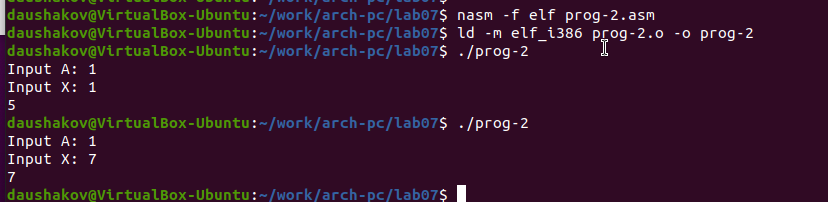 daushakov@VirtualBox-Ubuntu:~/work/arch-pc/lab07$ nasm -f elf prog-2.asm
daushakov@VirtualBox-Ubuntu:~/work/arch-pc/lab07$ ld -m elf_i386 prog-2.o -o prog-2
daushakov@VirtualBox-Ubuntu:~/work/arch-pc/lab07$ ./prog-2
Input A: 1
Input X: 1
5
daushakov@VirtualBox-Ubuntu:~/work/arch-pc/lab07$ ./prog-2
Input A: 1
Input X: 7
7
daushakov@VirtualBox-Ubuntu:~/work/arch-pc/lab07$